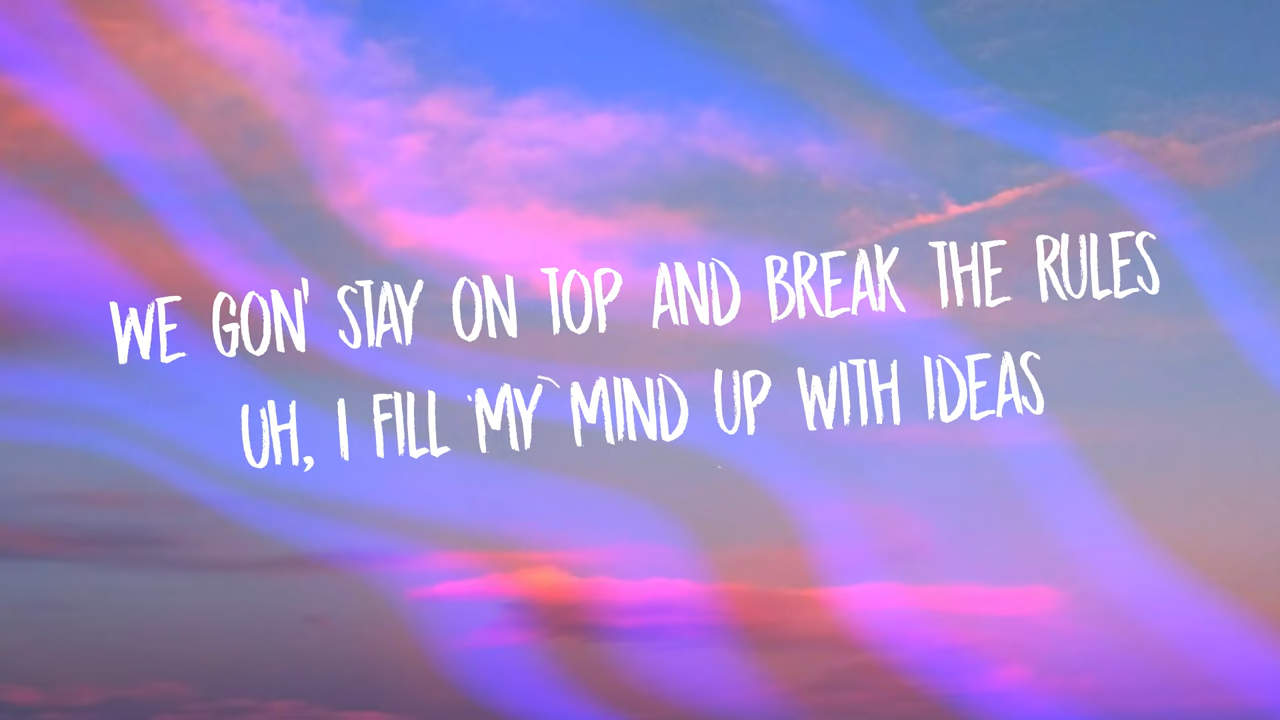 WE GON' STAY ON TOP AND BREAK THE RULES
UH, I FILL MY MIND UP WITH IDEAS